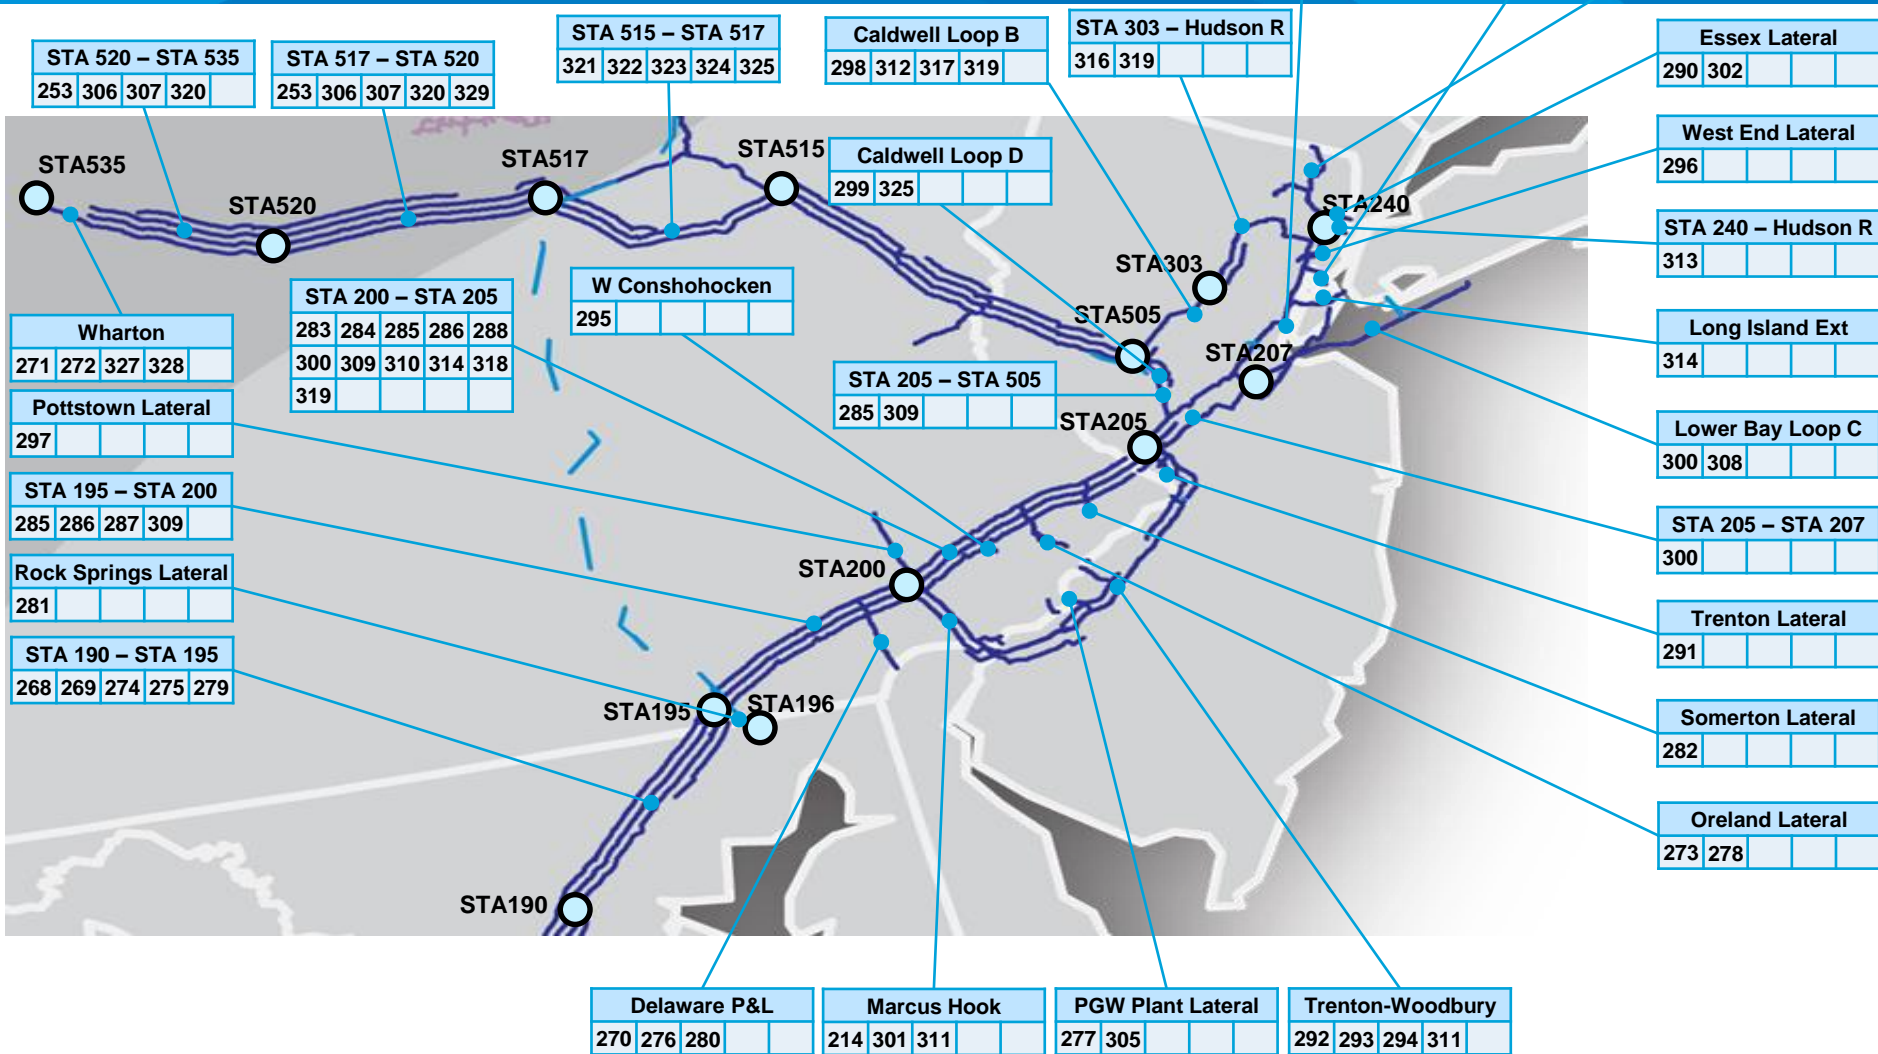 STA 520 – STA 535
253 306 307 320
STA 517 – STA 520
253 306 307 320 329
STA 515 – STA 517
321 322 323 324 325
Caldwell Loop B
298 312 317 319
STA 303 – Hudson R
316 319
Essex Lateral
290 302
West End Lateral
296
STA 240 – Hudson R
313
Long Island Ext
314
Lower Bay Loop C
300 308
STA 205 – STA 207
300
Trenton Lateral
291
Somerton Lateral
282
Oreland Lateral
273 278
Caldwell Loop D
299 325
W Conshohocken
295
STA 200 – STA 205
283 284 285 286 288
300 309 310 314 318
319
STA 205 – STA 505
285 309
Wharton
271 272 327 328
Pottstown Lateral
297
STA 195 – STA 200
285 286 287 309
Rock Springs Lateral
281
STA 190 – STA 195
268 269 274 275 279
STA535
STA520
STA517
STA515
STA240
STA303
STA505
STA207
STA205
STA200
STA195
STA196
STA190
Delaware P&L
270 276 280
Marcus Hook
214 301 311
PGW Plant Lateral
277 305
Trenton-Woodbury
292 293 294 311